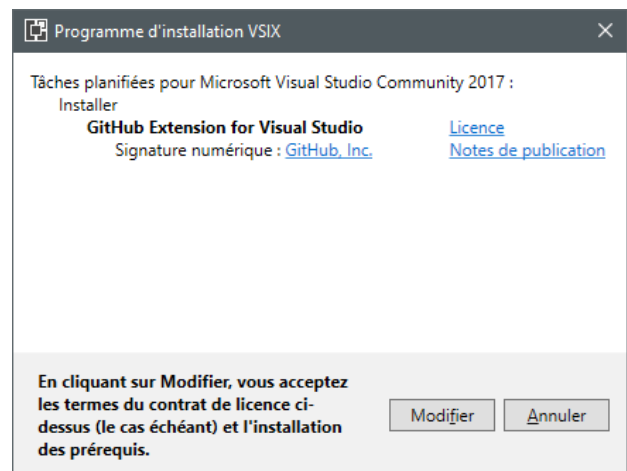 Programme d'installation VSIX
Tâches planifiées pour Microsoft Visual Studio Community 2017 :
Installer
GitHub Extension for Visual Studio Licence
Signature numérique : GitHub, Inc. Notes de publication
En cliquant sur Modifier, vous acceptez
les termes du contrat de licence ci-
dessus (le cas échéant) et l'installation
des prérequis.
Modifier Annuler